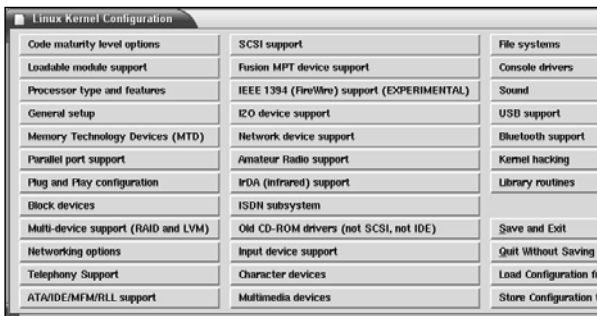 Linux Kernel Configuration
Code maturity level options
Loadable module support
Processor type and features
General setup
Memory Technology Devices (MTD)
Parallel port support
Plug and Play configuration
Block devices
Multi-device support (RAID and LVM)
Networking options
Telephony Support
ATA/IDE/MFM/RLL support
SCSI support
Fusion MPT device support
IEEE 1394 (FireWire) support (EXPERIMENTAL)
I2O device support
Network device support
Amateur Radio support
IrDA (infrared) support
ISDN subsystem
Old CD-ROM drivers (not SCSI, not IDE)
Input device support
Character devices
Multimedia devices
File systems
Console drivers
Sound
USB support
Bluetooth support
Kernel hacking
Library routines
Save and Exit
Quit Without Saving
Load Configuration
Store Configuration